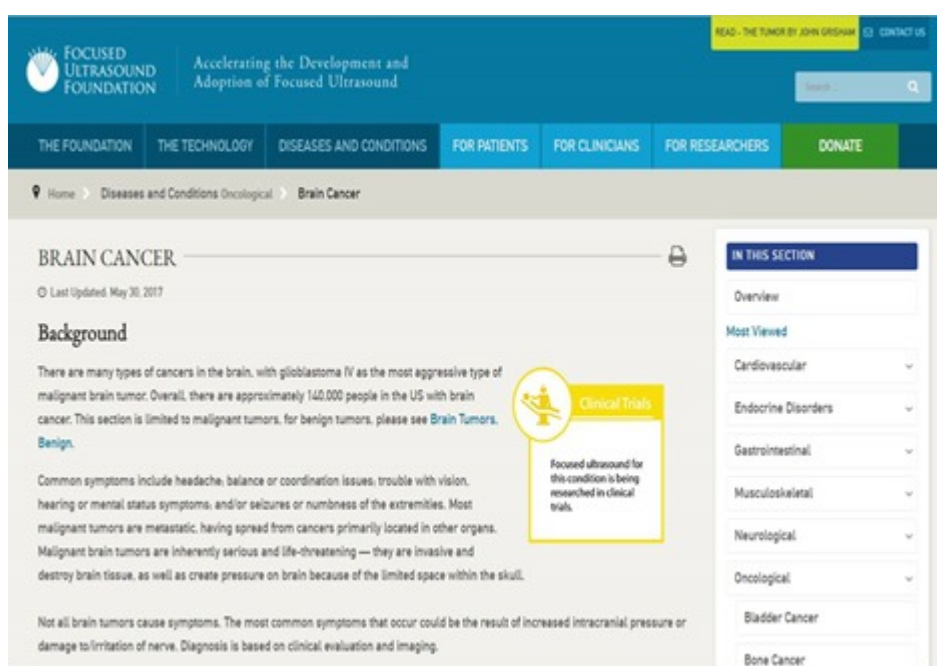 READ - THE TUMOR BY JOHN GRISHAM
CONTACT US
FOCUSED
ULTRASOUND
FOUNDATION
Accelerating the Development and
Adoption of Focused Ultrasound
Search ...
THE FOUNDATION
THE TECHNOLOGY
DISEASES AND CONDITIONS
FOR PATIENTS
FOR CLINICIANS
FOR RESEARCHERS
DONATE
Home
Diseases and Conditions Oncological
Brain Cancer
BRAIN CANCER
Last Updated: May 30, 2017
Background
There are many types of cancers in the brain, with glioblastoma IV as the most aggressive type of
malignant brain tumor. Overall, there are approximately 140,000 people in the US with brain
cancer. This section is limited to malignant tumors, for benign tumors, please see Brain Tumors,
Benign.
Common symptoms include headache; balance or coordination issues; trouble with vision,
hearing or mental status symptoms; and/or seizures or numbness of the extremities. Most
malignant tumors are metastatic, having spread from cancers primarily located in other organs.
Malignant brain tumors are inherently serious and life-threatening — they are invasive and
destroy brain tissue, as well as create pressure on brain because of the limited space within the skull.
Not all brain tumors cause symptoms. The most common symptoms that occur could be the result of increased intracranial pressure or
damage to/irritation of nerve. Diagnosis is based on clinical evaluation and imaging.
Clinical Trials
Focused ultrasound for
this condition is being
researched in clinical
trials.
IN THIS SECTION
Overview
Most Viewed
Cardiovascular
Endocrine Disorders
Gastrointestinal
Musculoskeletal
Neurological
Oncological
Bladder Cancer
Bone Cancer